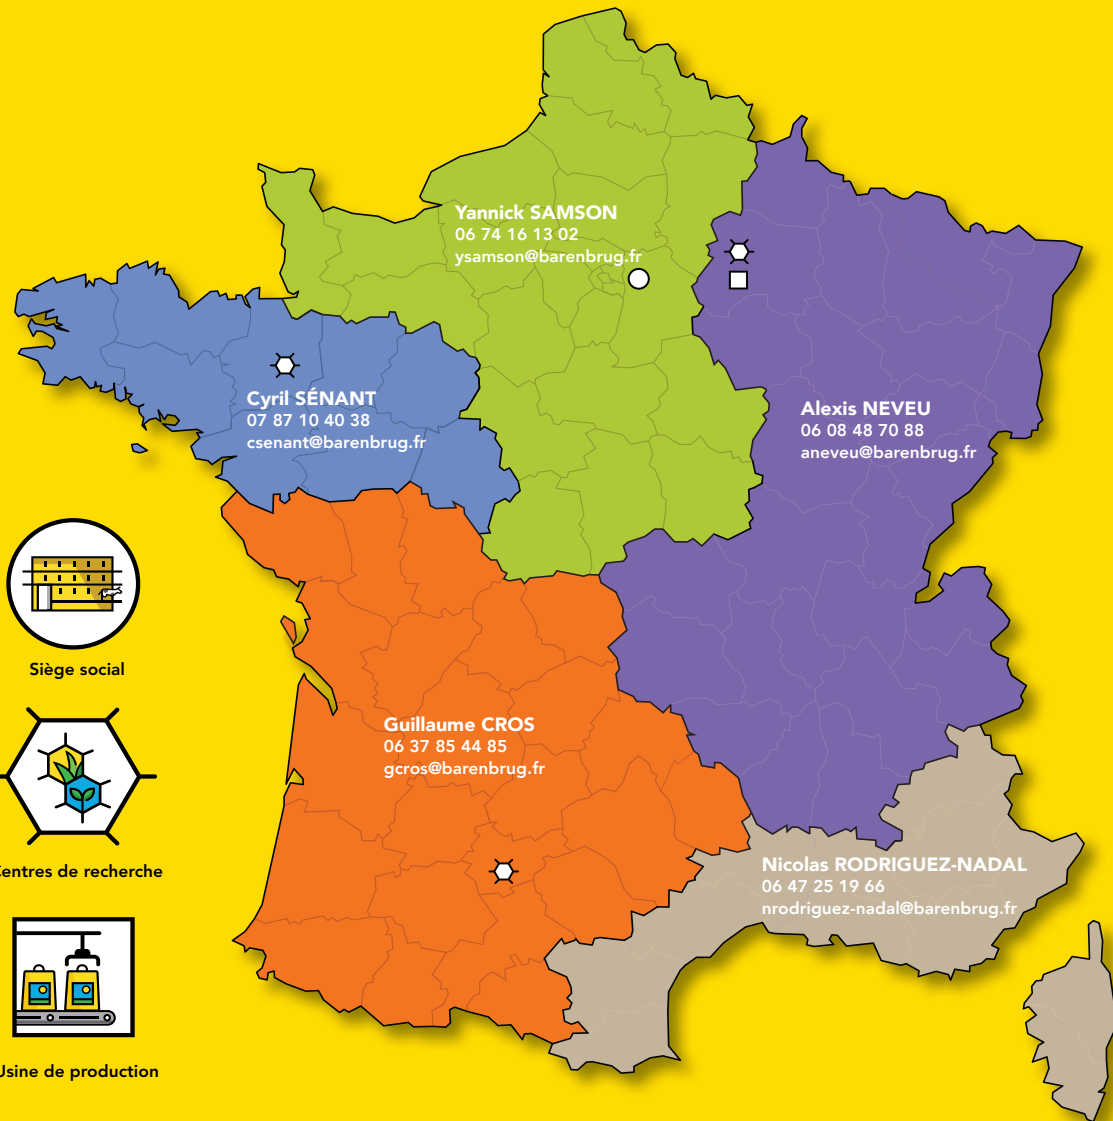 Yannick SAMSON
06 74 16 13 02
ysamson@barenbrug.fr
Cyril SÉNANT
07 87 10 40 38
csenant@barenbrug.fr
Alexis NEVEU
06 08 48 70 88
aneveu@barenbrug.fr
Siège social
Guillaume CROS
06 37 85 44 85
gcros@barenbrug.fr
Centres de recherche
Nicolas RODRIGUEZ-NADAL
06 47 25 19 66
nrodriguez-nadal@barenbrug.fr
Usine de production